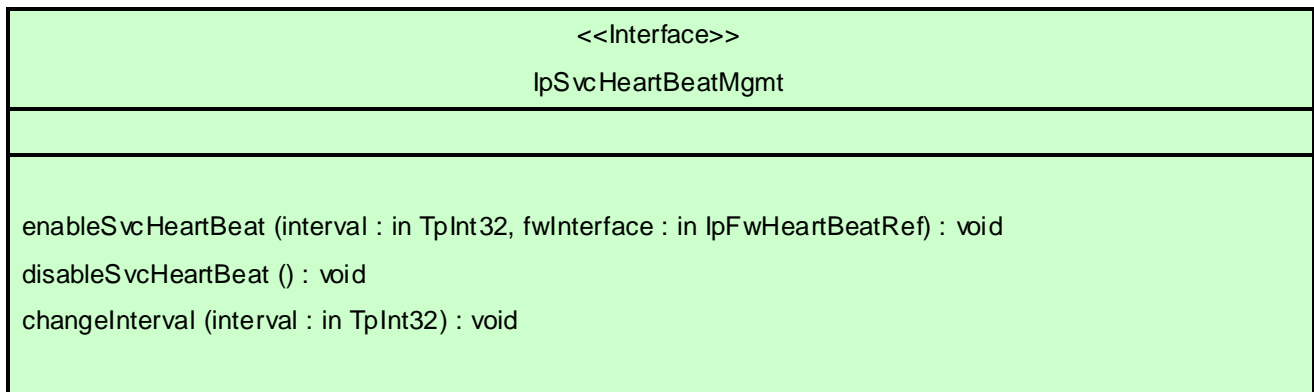 <<Interface>>
IpSvcHeartBeatMgmt
enableSvcHeartBeat (interval : in TpInt32, fwInterface : in IpFwHeartBeatRef) : void
disableSvcHeartBeat () : void
changeInterval (interval : in TpInt32) : void